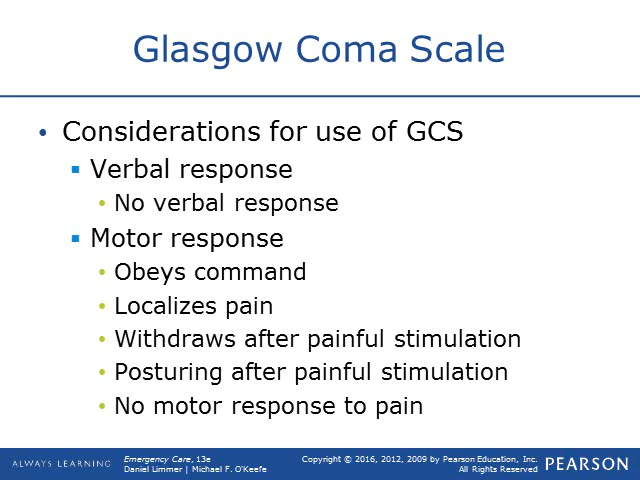 Glasgow Coma Scale
• Considerations for use of GCS
▪ Verbal response
• No verbal response
▪ Motor response
• Obeys command
• Localizes pain
• Withdraws after painful stimulation
• Posturing after painful stimulation
• No motor response to pain
ALWAYS LEARNING
Emergency Care, 13e
Daniel Limmer | Michael F. O'Keefe
Copyright © 2016, 2012, 2009 by Pearson Education, Inc.
All Rights Reserved
PEARSON